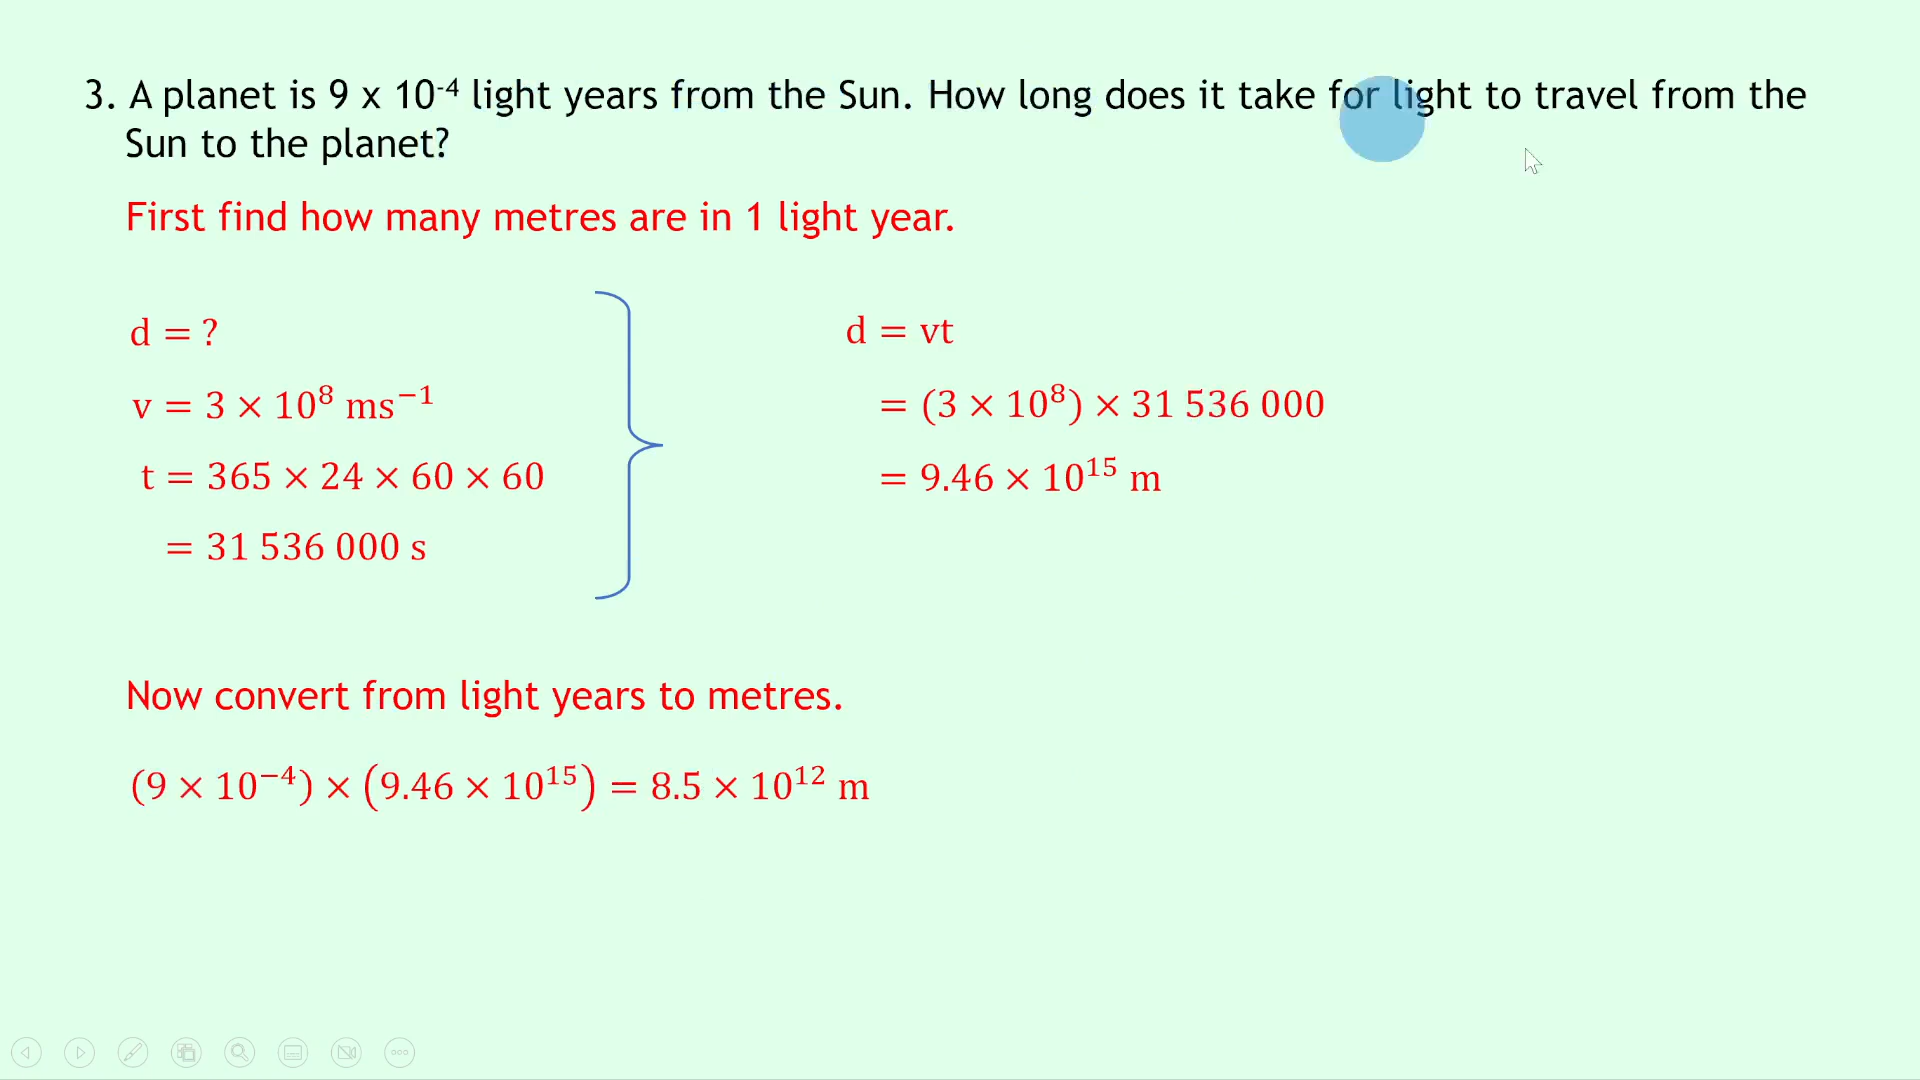 3. A planet is 9 x 10⁻⁴ light years from the Sun. How long does it take for light to travel from the
Sun to the planet?
First find how many metres are in 1 light year.
d = ?
v = 3 × 10⁸ ms⁻¹
t = 365 × 24 × 60 × 60
= 31 536 000 s
d = vt
= (3 × 10⁸) × 31 536 000
= 9.46 × 10¹⁵ m
Now convert from light years to metres.
(9 × 10⁻⁴) × (9.46 × 10¹⁵) = 8.5 × 10¹² m